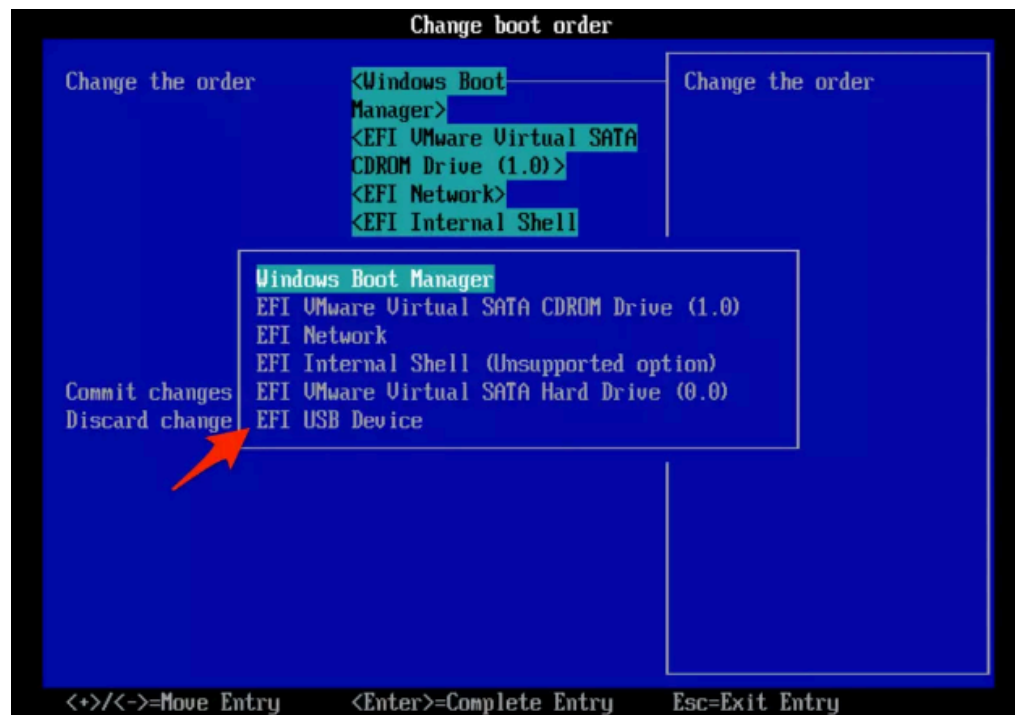 Change boot order
Change the order
<Windows Boot
Manager>
<EFI VMware Virtual SATA
CDROM Drive (1.0)>
<EFI Network>
<EFI Internal Shell
Change the order
Windows Boot Manager
EFI VMware Virtual SATA CDROM Drive (1.0)
EFI Network
EFI Internal Shell (Unsupported option)
EFI VMware Virtual SATA Hard Drive (0.0)
EFI USB Device
Commit changes
Discard change
<+>/<->=Move Entry
<Enter>=Complete Entry
Esc=Exit Entry